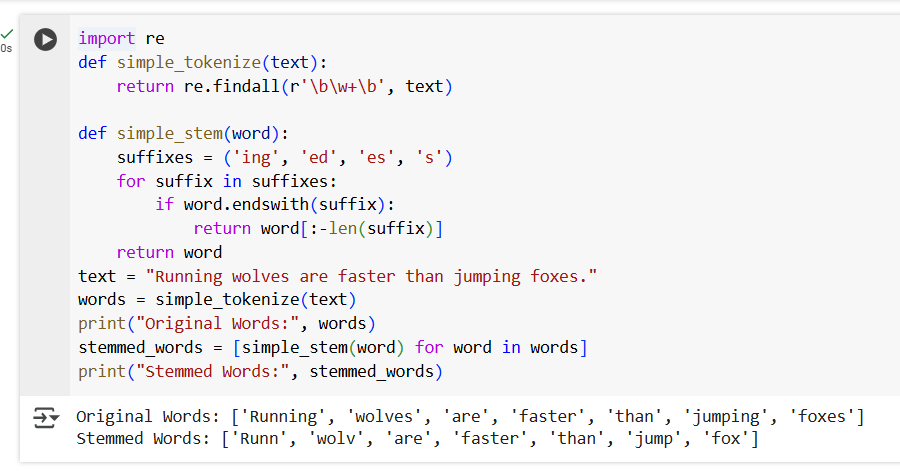 0s
import re
def simple_tokenize(text):
    return re.findall(r'\b\w+\b', text)

def simple_stem(word):
    suffixes = ('ing', 'ed', 'es', 's')
    for suffix in suffixes:
        if word.endswith(suffix):
            return word[:-len(suffix)]
    return word
text = "Running wolves are faster than jumping foxes."
words = simple_tokenize(text)
print("Original Words:", words)
stemmed_words = [simple_stem(word) for word in words]
print("Stemmed Words:", stemmed_words)
Original Words: ['Running', 'wolves', 'are', 'faster', 'than', 'jumping', 'foxes']
Stemmed Words: ['Runn', 'wolv', 'are', 'faster', 'than', 'jump', 'fox']